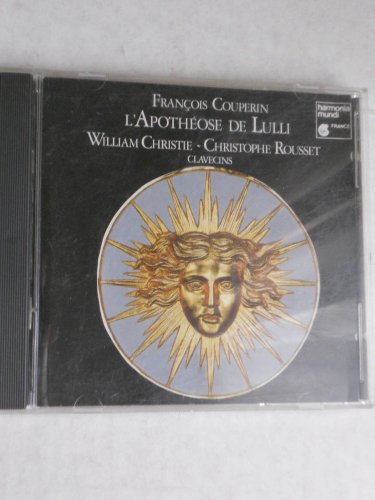 FRANÇOIS COUPERIN
L'APOTHÉOSE DE LULLI
WILLIAM CHRISTIE - CHRISTOPHE ROUSSET
CLAVECINS
harmonia
mundi
FRANCE